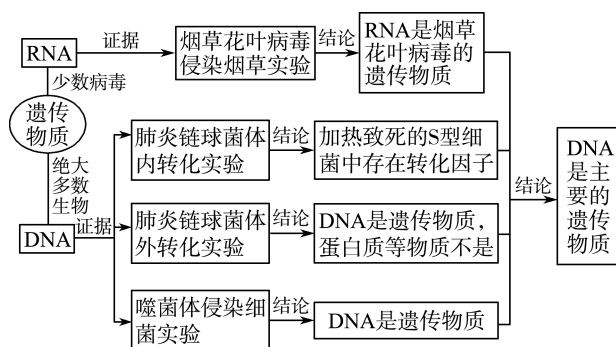 RNA
证据
烟草花叶病毒
侵染烟草实验
结论
RNA是烟草
花叶病毒的
遗传物质
少数病毒
遗传
物质
绝大
多数
生物
DNA
证据
肺炎链球菌体
内转化实验
结论
加热致死的S型细
菌中存在转化因子
肺炎链球菌体
外转化实验
结论
DNA是遗传物质,
蛋白质等物质不是
噬菌体侵染细
菌实验
结论
DNA是遗传物质
结论
DNA
是主
要的
遗传
物质